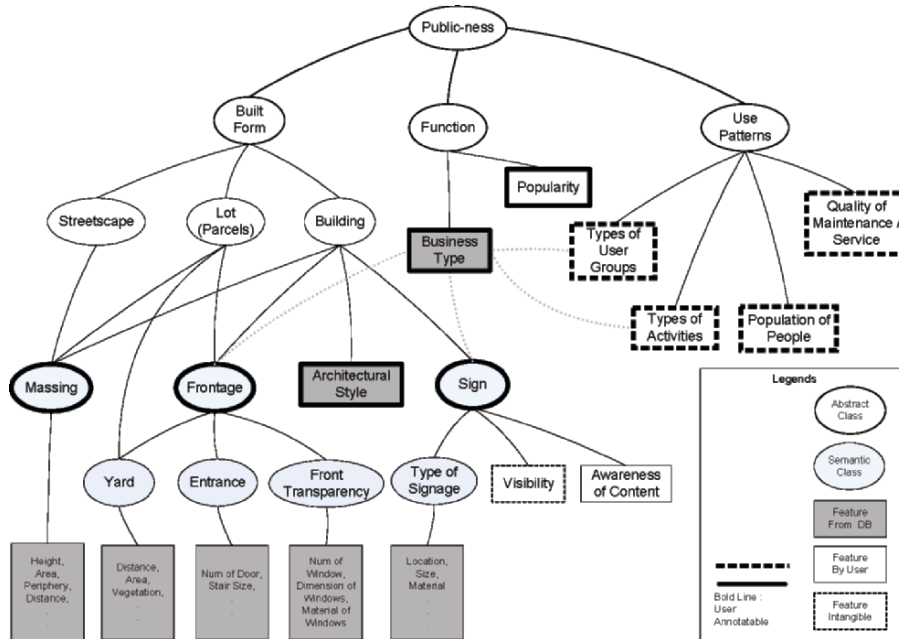 Public-ness
Built
Form
Function
Use
Patterns
Popularity
Streetscape
Lot
(Parcels)
Building
Business
Type
Types of
User
Groups
Quality of
Maintenance /
Service
Types of
Activities
Population of
People
Massing
Frontage
Architectural
Style
Sign
Yard
Entrance
Front
Transparency
Type of
Signage
Visibility
Awareness
of Content
Height,
Area,
Periphery,
Distance,
.
.
Distance,
Area,
Vegetation,
.
.
Num of Door,
Stair Size,
.
.
Num of
Window,
Dimension of
Windows,
Material of
Windows
Location,
Size,
Material
.
.
Legends
Abstract
Class
Semantic
Class
Feature
From DB
Feature
By User
Feature
Intangible
Bold Line :
User
Annotatable